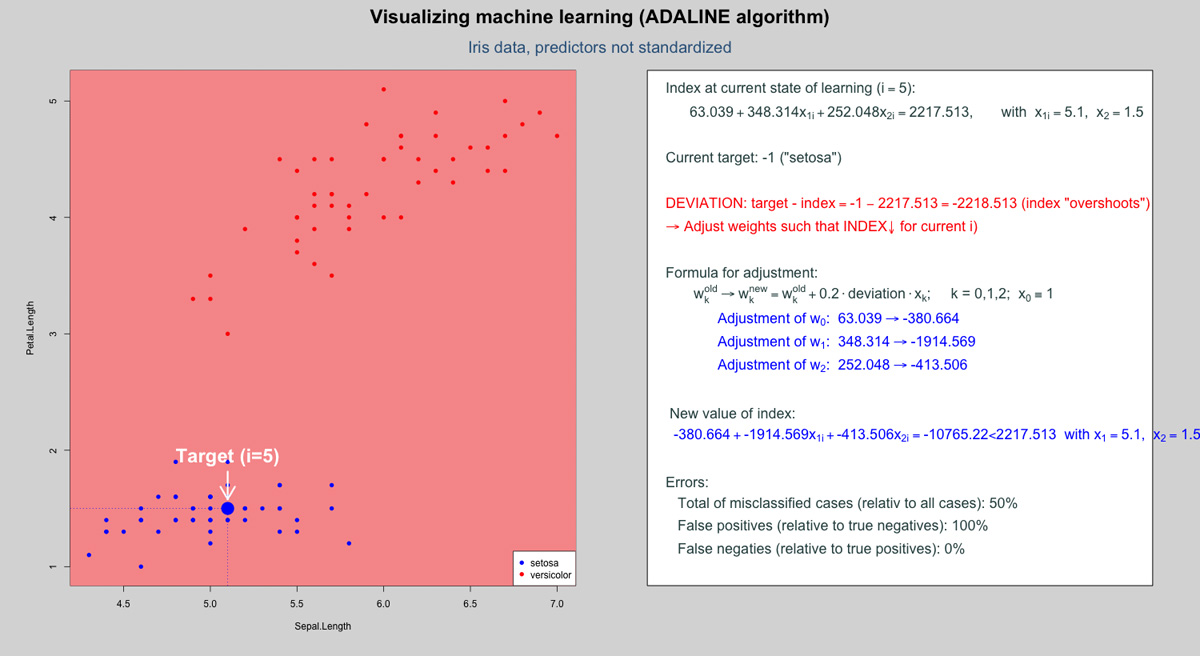 Visualizing machine learning (ADALINE algorithm)
Iris data, predictors not standardized
5
4
3
2
1
Petal.Length
Target (i=5)
setosa
versicolor
4.5 5.0 5.5 6.0 6.5 7.0
Sepal.Length
Index at current state of learning (i = 5):
63.039 + 348.314x₁ᵢ + 252.048x₂ᵢ = 2217.513, with x₁ᵢ = 5.1, x₂ = 1.5
Current target: -1 ("setosa")
DEVIATION: target - index = -1 − 2217.513 = -2218.513 (index "overshoots")
→ Adjust weights such that INDEX↓ for current i)
Formula for adjustment:
wₖ^old → wₖ^new = wₖ^old + 0.2 · deviation · xₖ; k = 0,1,2; x₀ ≡ 1
Adjustment of w₀: 63.039 → -380.664
Adjustment of w₁: 348.314 → -1914.569
Adjustment of w₂: 252.048 → -413.506
New value of index:
-380.664 + -1914.569x₁ᵢ + -413.506x₂ᵢ = -10765.22<2217.513 with x₁ = 5.1, x₂ = 1.5
Errors:
Total of misclassified cases (relativ to all cases): 50%
False positives (relative to true negatives): 100%
False negaties (relative to true positives): 0%